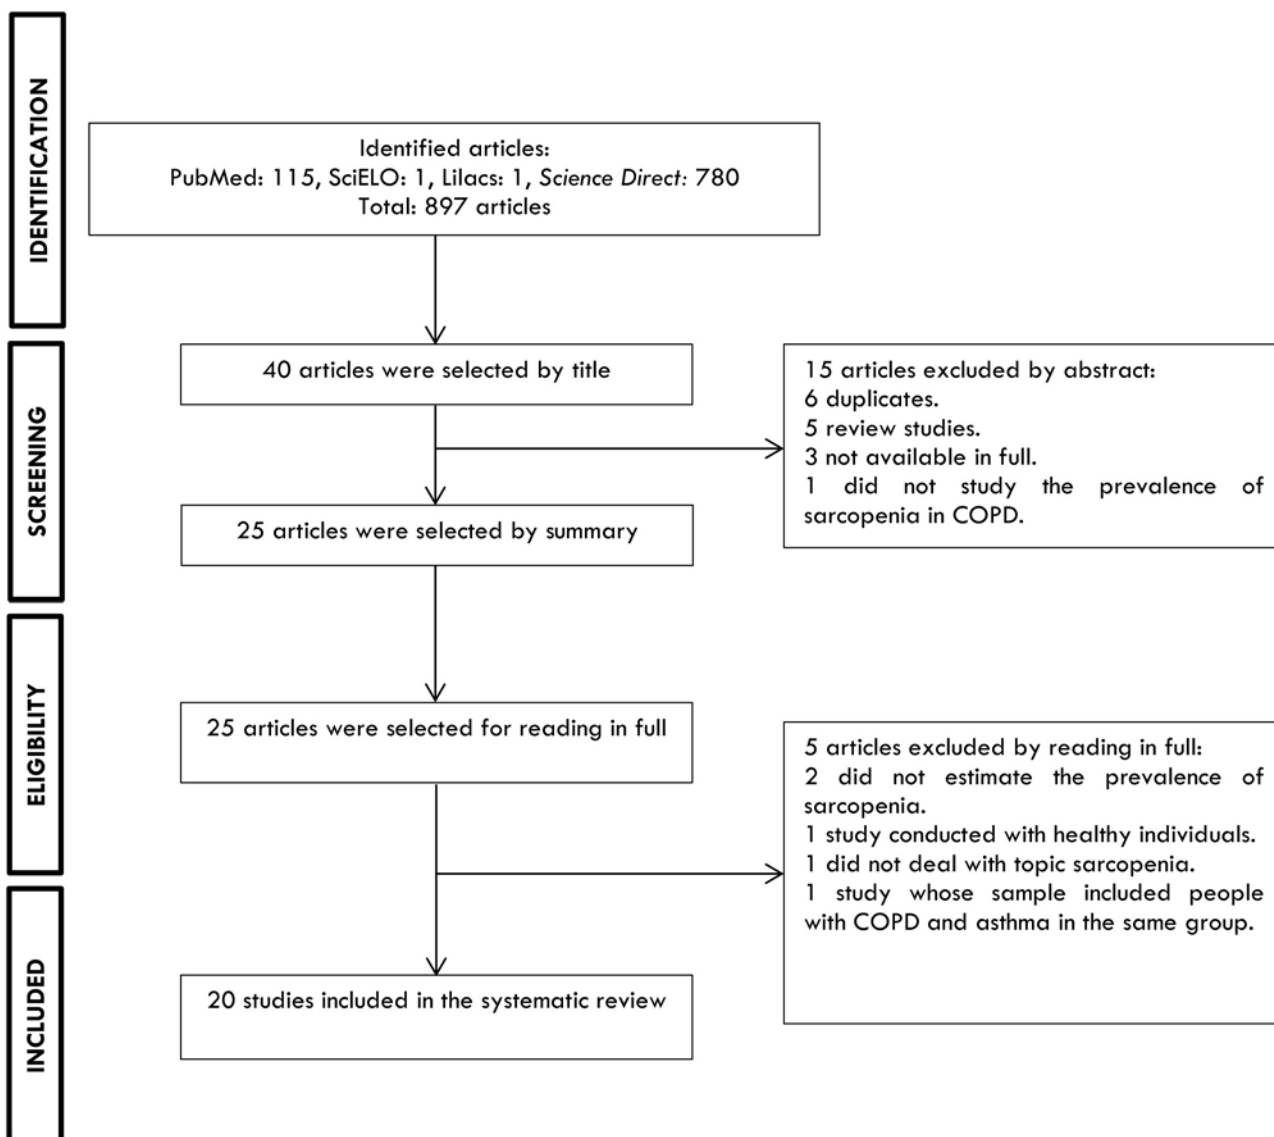 IDENTIFICATION
Identified articles:
PubMed: 115, SciELO: 1, Lilacs: 1, Science Direct: 780
Total: 897 articles
SCREENING
40 articles were selected by title
15 articles excluded by abstract:
6 duplicates.
5 review studies.
3 not available in full.
1 did not study the prevalence of
sarcopenia in COPD.
25 articles were selected by summary
ELIGIBILITY
25 articles were selected for reading in full
5 articles excluded by reading in full:
2 did not estimate the prevalence of
sarcopenia.
1 study conducted with healthy individuals.
1 did not deal with topic sarcopenia.
1 study whose sample included people
with COPD and asthma in the same group.
INCLUDED
20 studies included in the systematic review